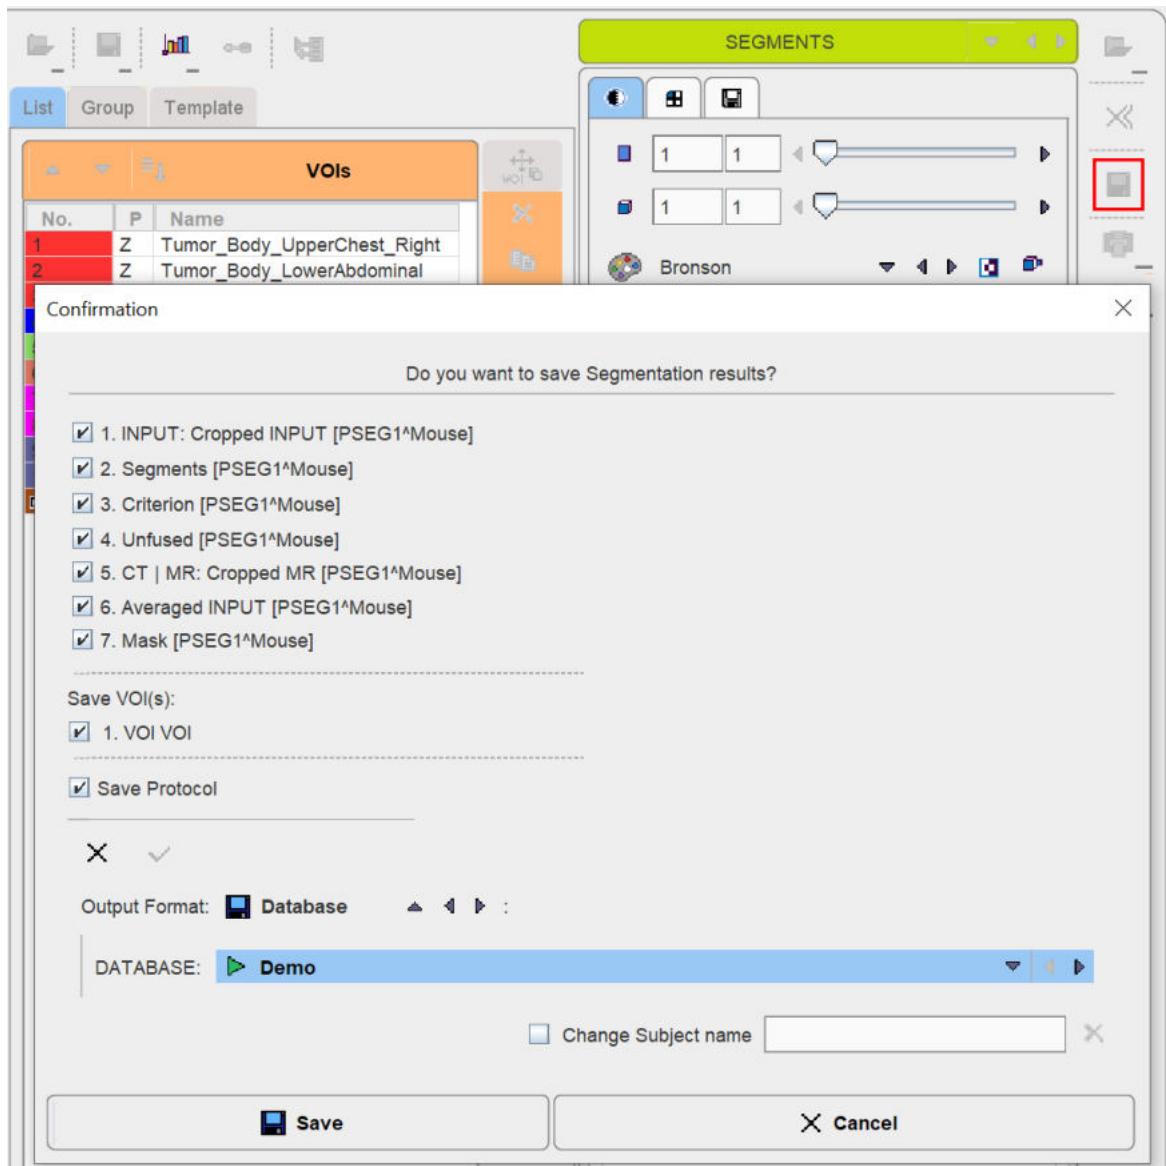 SEGMENTS
List Group Template
VOIs
VOI
No. P Name
1 Z Tumor_Body_UpperChest_Right
2 Z Tumor_Body_LowerAbdominal
1 1
1 1
Bronson
Confirmation
Do you want to save Segmentation results?
1. INPUT: Cropped INPUT [PSEG1^Mouse]
2. Segments [PSEG1^Mouse]
3. Criterion [PSEG1^Mouse]
4. Unfused [PSEG1^Mouse]
5. CT | MR: Cropped MR [PSEG1^Mouse]
6. Averaged INPUT [PSEG1^Mouse]
7. Mask [PSEG1^Mouse]
Save VOI(s):
1. VOI VOI
Save Protocol
Output Format: Database :
DATABASE: Demo
Change Subject name
Save Cancel